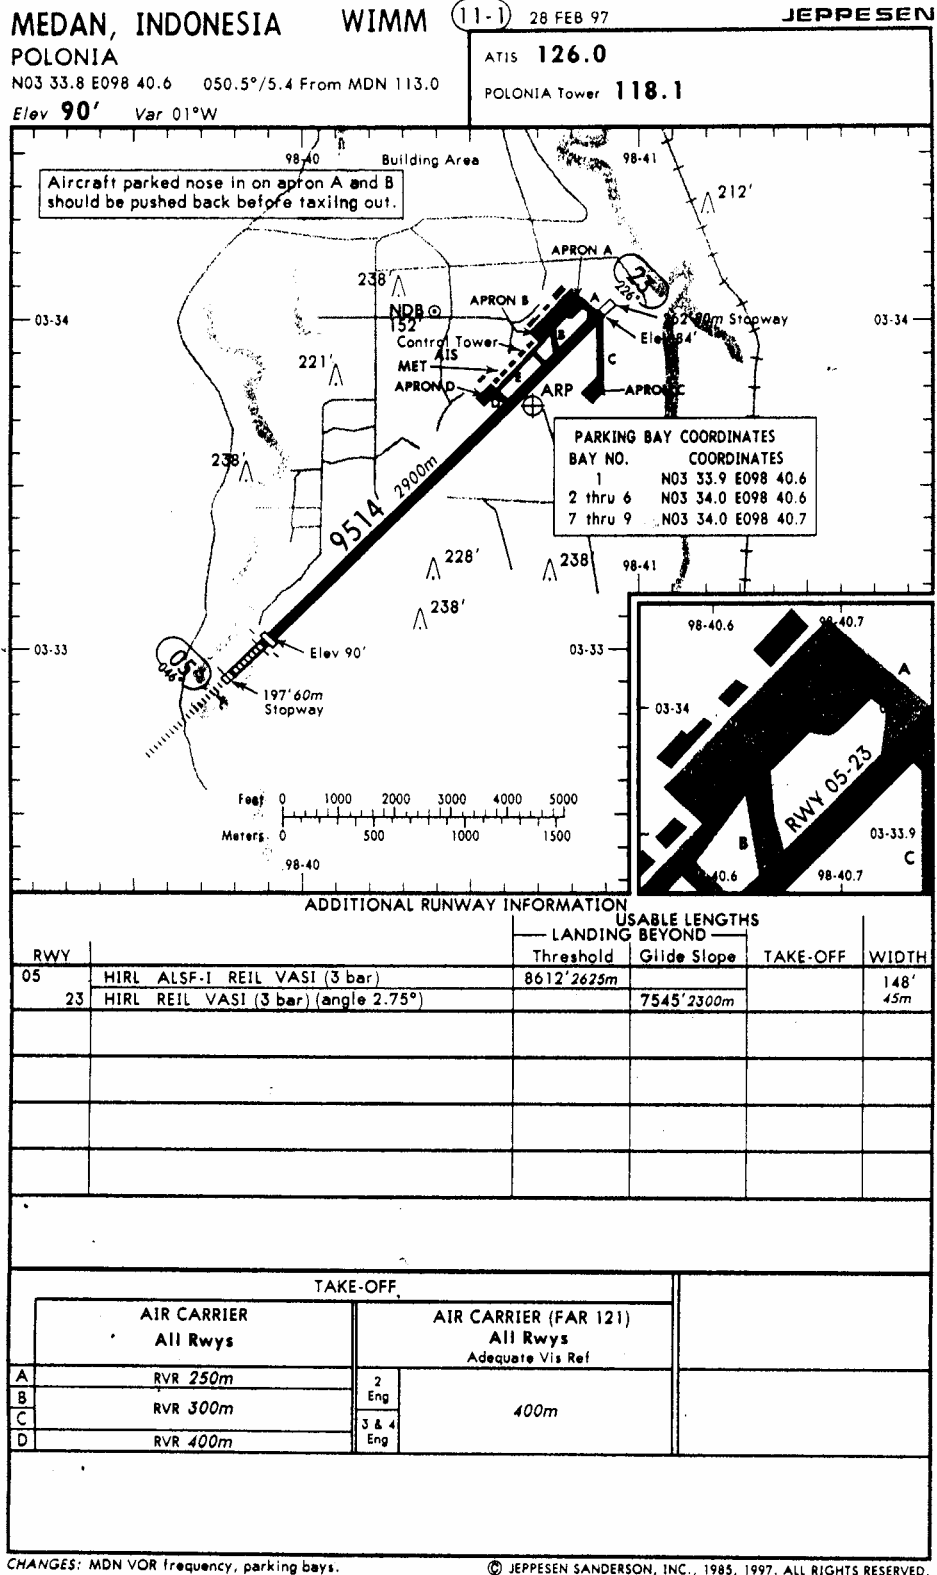 MEDAN, INDONESIA WIMM 11-1 28 FEB 97 JEPPESEN
POLONIA
N03 33.8 E098 40.6 050.5°/5.4 From MDN 113.0
Elev 90' Var 01°W
ATIS 126.0
POLONIA Tower 118.1
98-40 Building Area 98-41
Aircraft parked nose in on apron A and B
should be pushed back before taxiing out.
212'
APRON A
238'
APRON B
A
23
226°
NDB
152'
03-34
Stopway
03-34
Control Tower
AIS
B
C
221'
MET
E
APRON D
D
ARP
APRON C
PARKING BAY COORDINATES
BAY NO. COORDINATES
1 N03 33.9 E098 40.6
2 thru 6 N03 34.0 E098 40.6
7 thru 9 N03 34.0 E098 40.7
238'
9514' 2900m
228'
238'
98-41
238'
03-33
Elev 90'
03-33
05
046°
197' 60m
Stopway
Feet 0 1000 2000 3000 4000 5000
Meters 0 500 1000 1500
98-40
98-40.6 98-40.7
A
03-34
RWY 05-23
03-33.9
B
C
40.6 98-40.7
ADDITIONAL RUNWAY INFORMATION
USABLE LENGTHS
LANDING BEYOND
RWY Threshold Glide Slope TAKE-OFF WIDTH
05 HIRL ALSF-I REIL VASI (3 bar) 8612' 2625m 148'
23 HIRL REIL VASI (3 bar) (angle 2.75°) 7545' 2300m 45m
TAKE-OFF
AIR CARRIER AIR CARRIER (FAR 121)
All Rwys All Rwys
Adequate Vis Ref
A RVR 250m 2 Eng
B
C RVR 300m 400m
D RVR 400m 3 & 4 Eng
CHANGES: MDN VOR frequency, parking bays. © JEPPESEN SANDERSON, INC., 1985, 1997. ALL RIGHTS RESERVED.